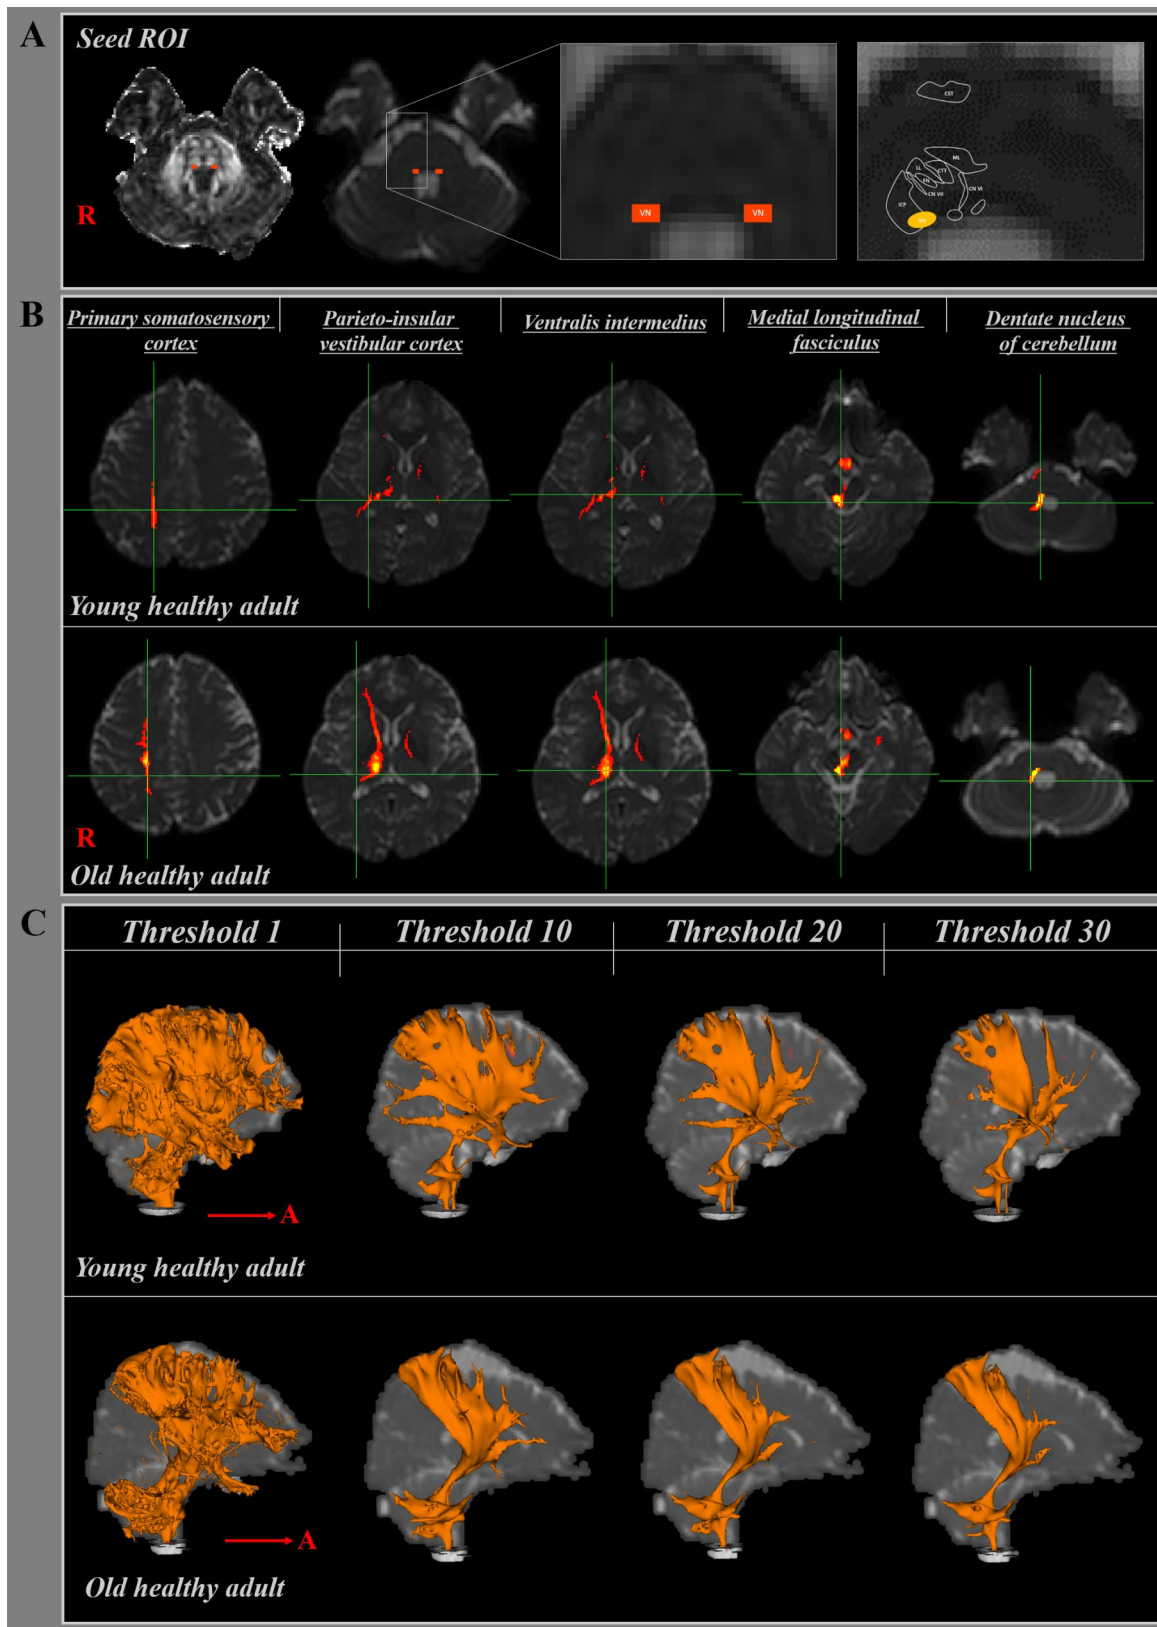 A
Seed ROI
R
VN
VN
CST
ML
LL
CTT
CN VII
CN VI
ICP
B
Primary somatosensory
cortex
Parieto-insular
vestibular cortex
Ventralis intermedius
Medial longitudinal
fasciculus
Dentate nucleus
of cerebellum
Young healthy adult
R
Old healthy adult
C
Threshold 1
Threshold 10
Threshold 20
Threshold 30
A
Young healthy adult
A
Old healthy adult